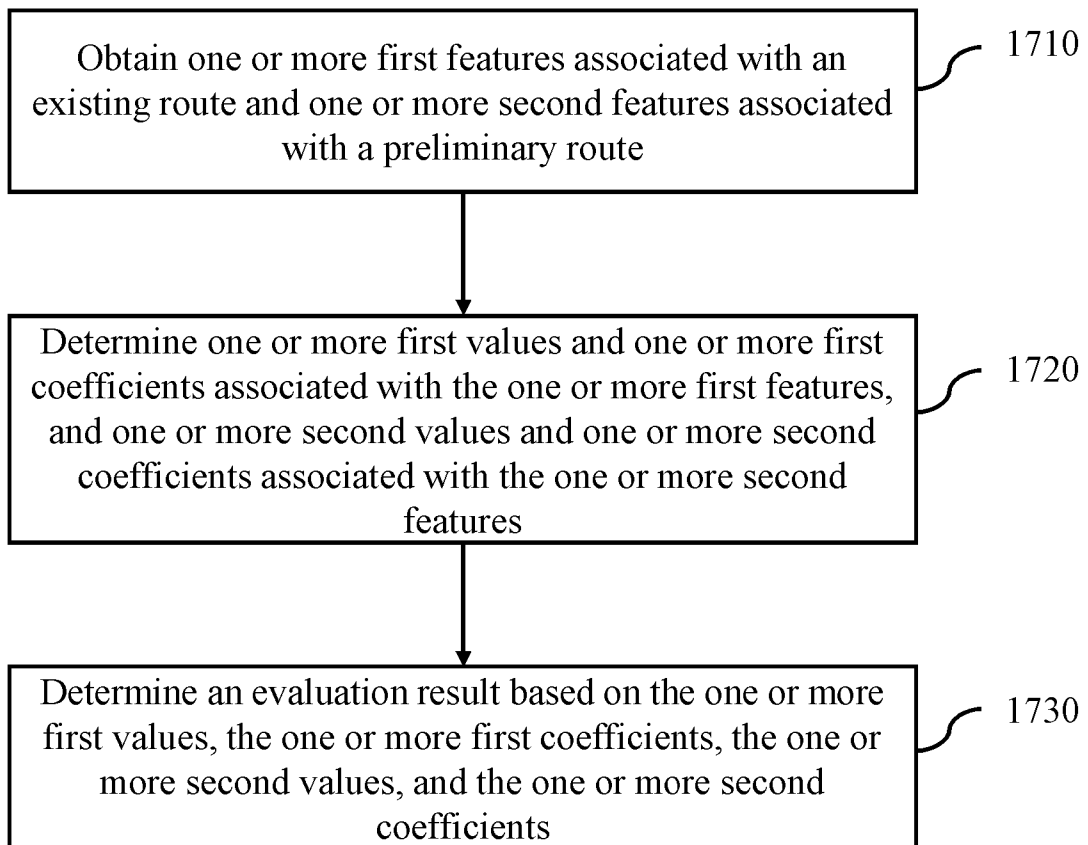 Obtain one or more first features associated with an
existing route and one or more second features associated
with a preliminary route
1710
Determine one or more first values and one or more first
coefficients associated with the one or more first features,
and one or more second values and one or more second
coefficients associated with the one or more second
features
1720
Determine an evaluation result based on the one or more
first values, the one or more first coefficients, the one or
more second values, and the one or more second
coefficients
1730